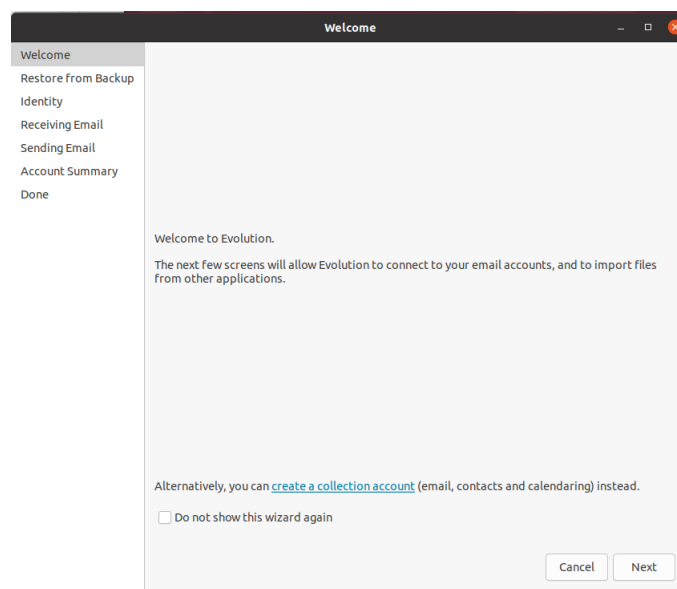 Welcome
Welcome
Restore from Backup
Identity
Receiving Email
Sending Email
Account Summary
Done
Welcome to Evolution.
The next few screens will allow Evolution to connect to your email accounts, and to import files
from other applications.
Alternatively, you can create a collection account (email, contacts and calendaring) instead.
Do not show this wizard again
Cancel Next